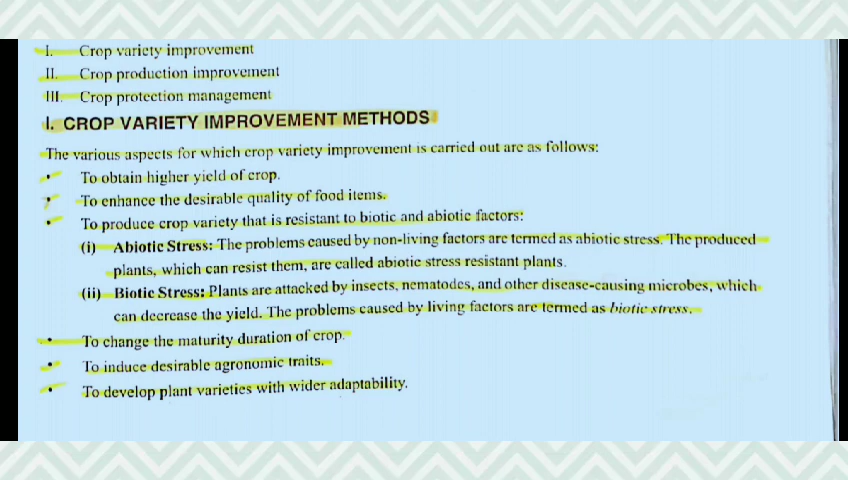 I. Crop variety improvement
II. Crop production improvement
III. Crop protection management
I. CROP VARIETY IMPROVEMENT METHODS
The various aspects for which crop variety improvement is carried out are as follows:
• To obtain higher yield of crop.
• To enhance the desirable quality of food items.
• To produce crop variety that is resistant to biotic and abiotic factors:
(i) Abiotic Stress: The problems caused by non-living factors are termed as abiotic stress. The produced
plants, which can resist them, are called abiotic stress resistant plants.
(ii) Biotic Stress: Plants are attacked by insects, nematodes, and other disease-causing microbes, which
can decrease the yield. The problems caused by living factors are termed as biotic stress.
• To change the maturity duration of crop.
• To induce desirable agronomic traits.
• To develop plant varieties with wider adaptability.